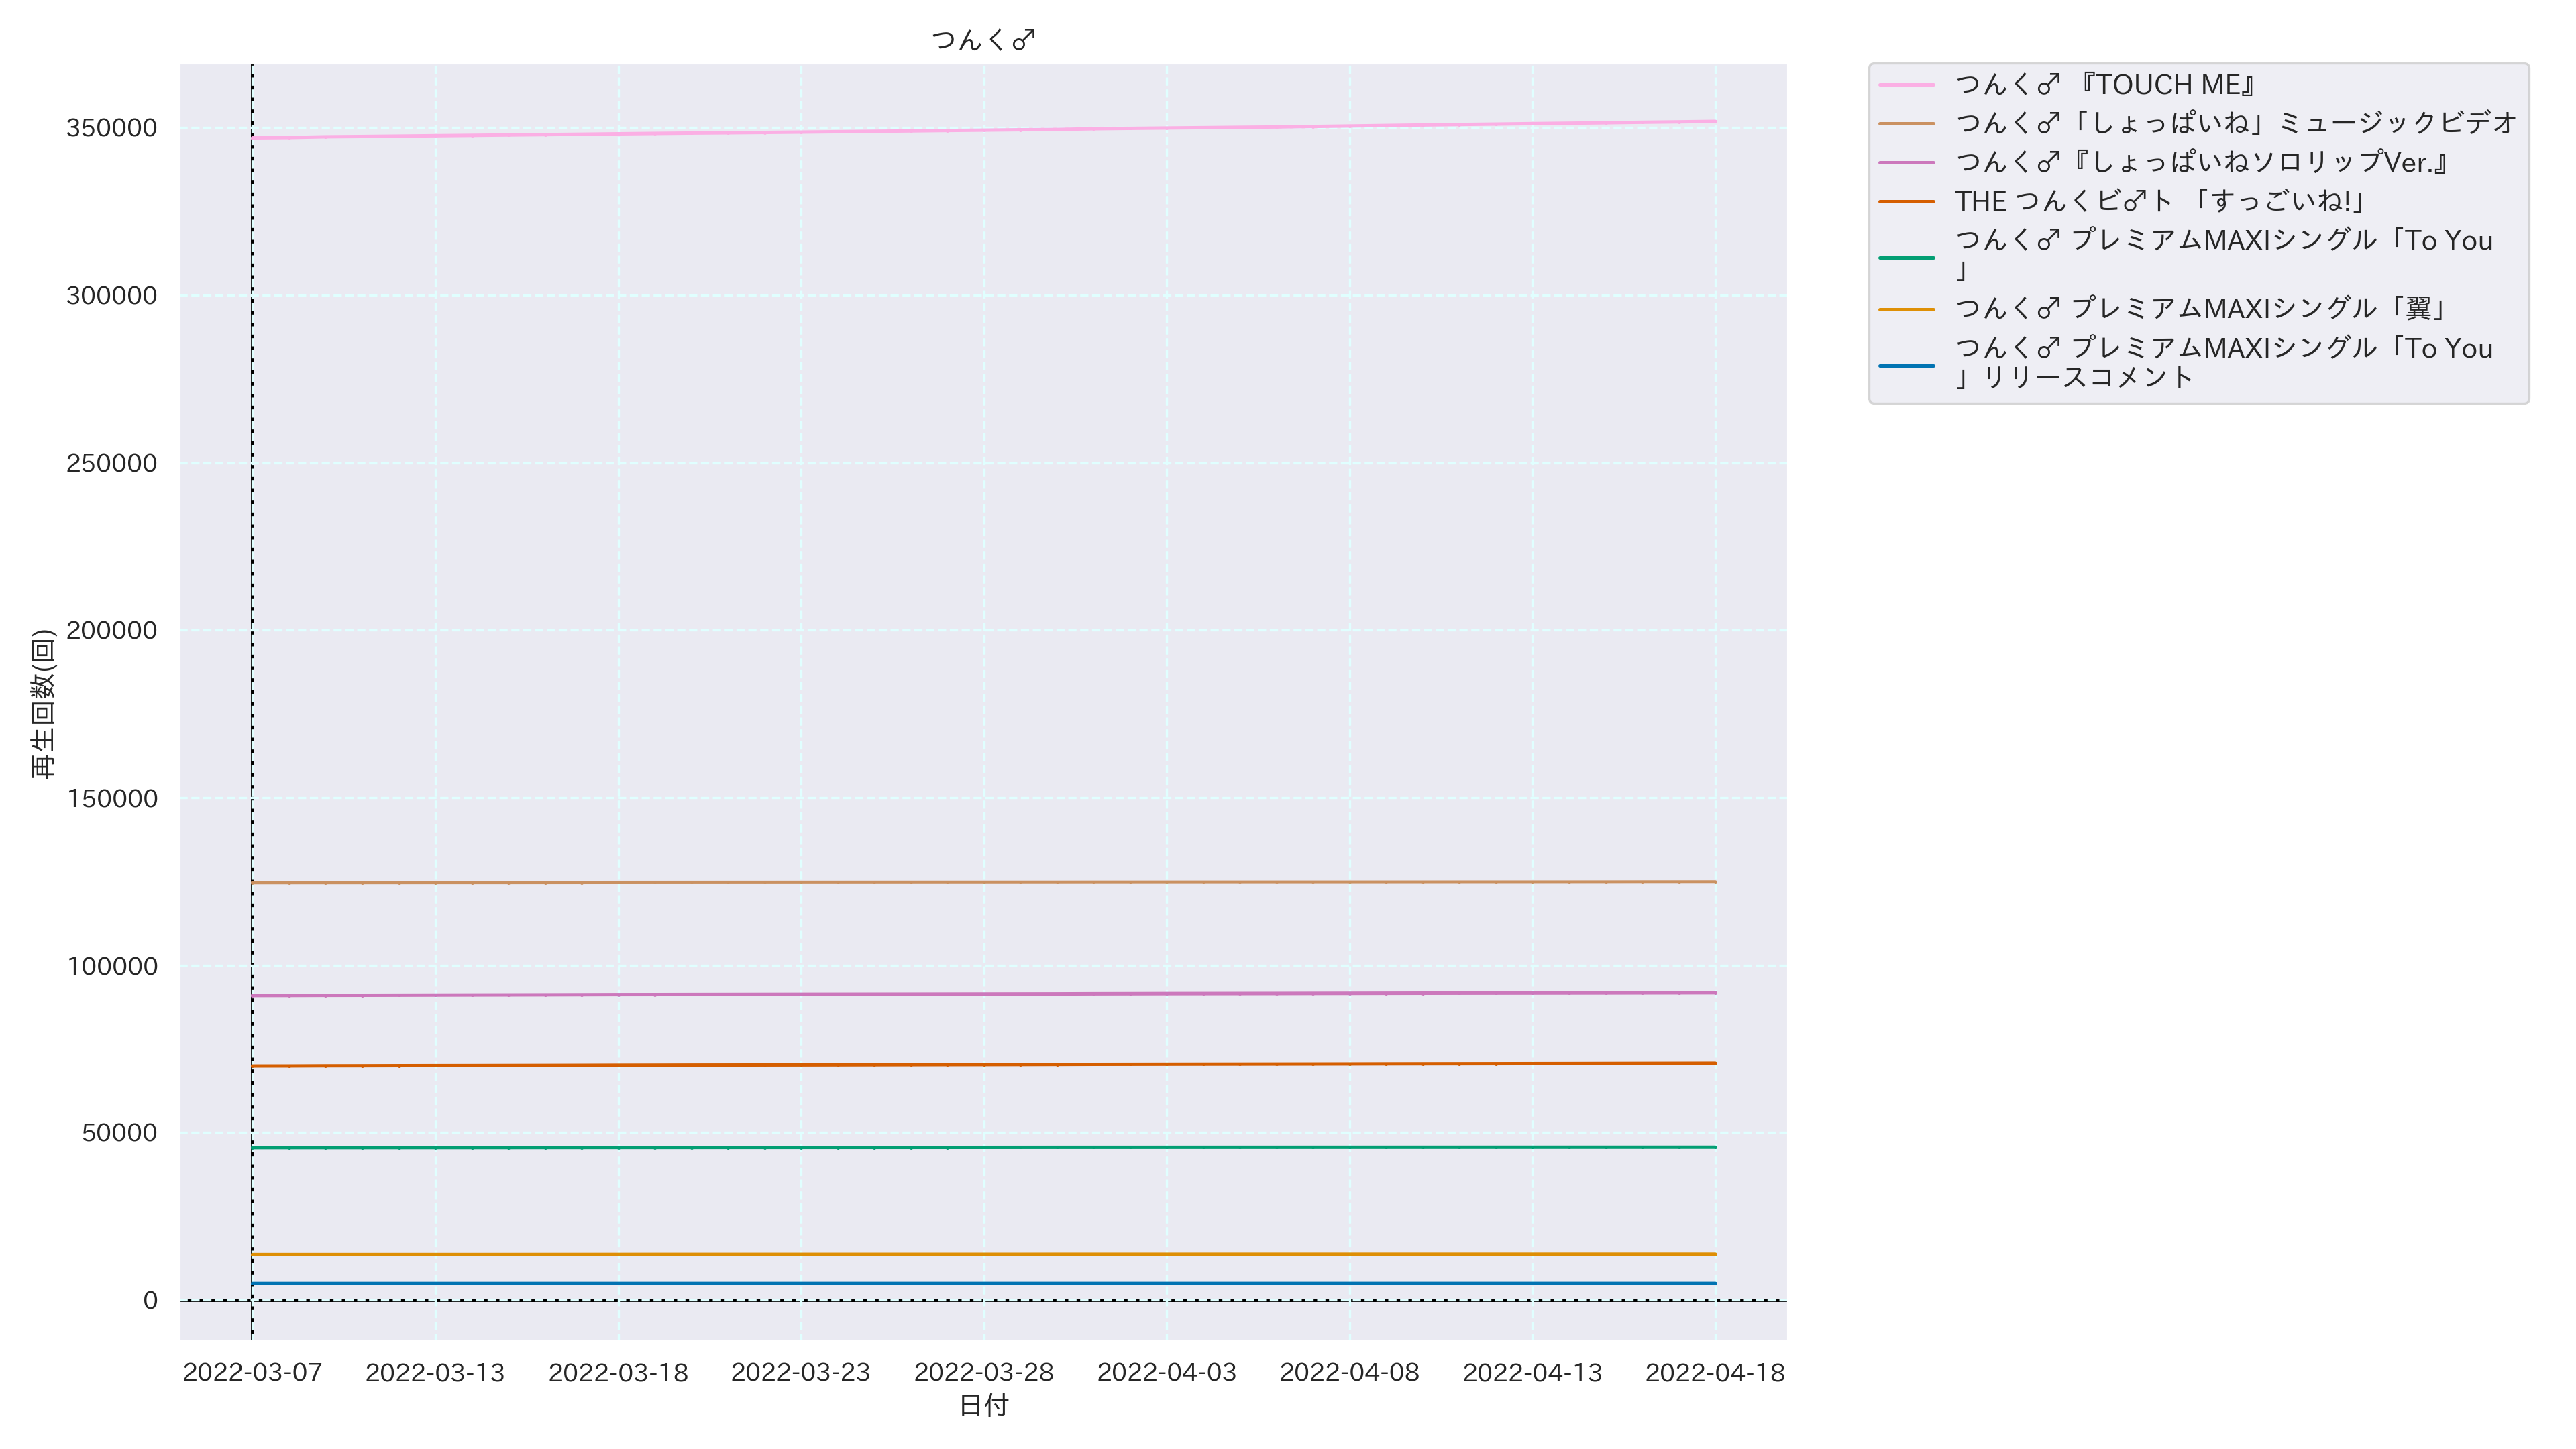 つんく♂
350000
300000
250000
200000
150000
100000
50000
0
再生回数(回)
2022-03-07
2022-03-13
2022-03-18
2022-03-23
2022-03-28
2022-04-03
2022-04-08
2022-04-13
2022-04-18
日付
つんく♂ 『TOUCH ME』
つんく♂「しょっぱいね」ミュージックビデオ
つんく♂『しょっぱいねソロリップVer.』
THE つんくビ♂ト 「すっごいね!」
つんく♂ プレミアムMAXIシングル「To You
」
つんく♂ プレミアムMAXIシングル「翼」
つんく♂ プレミアムMAXIシングル「To You
」リリースコメント